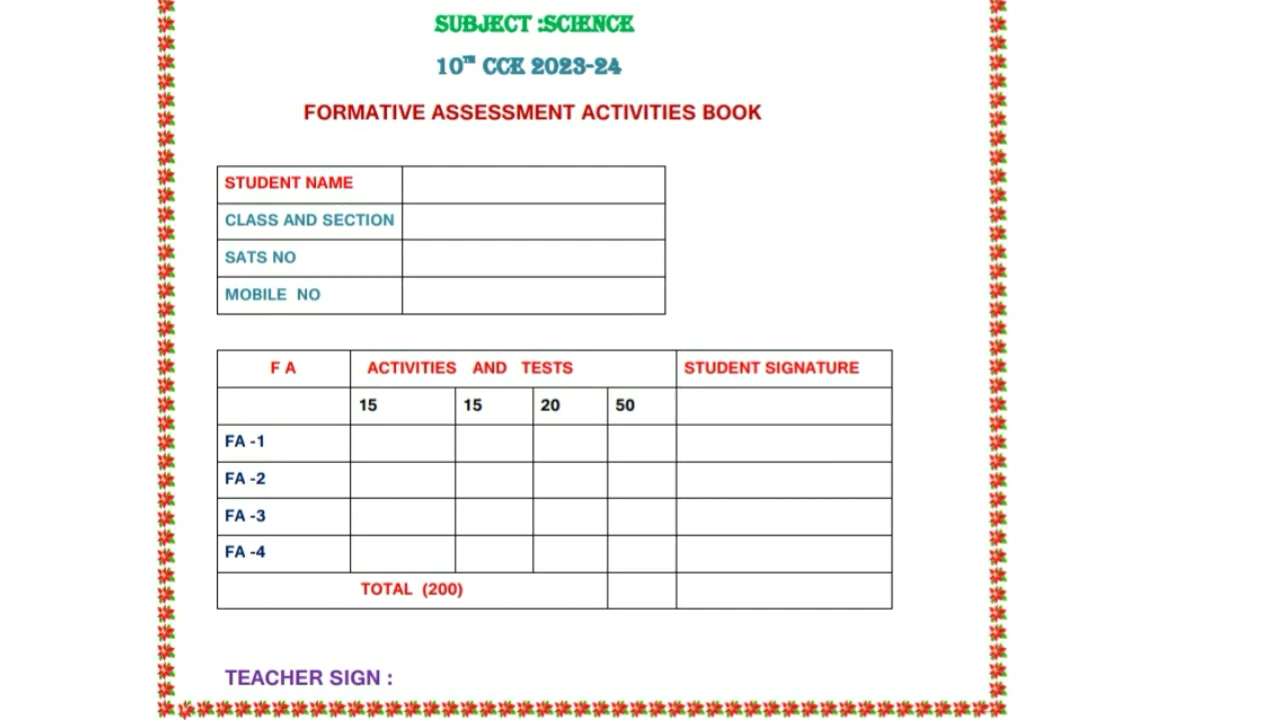 SUBJECT :SCIENCE
10TH CCE 2023-24
FORMATIVE ASSESSMENT ACTIVITIES BOOK
STUDENT NAME
CLASS AND SECTION
SATS NO
MOBILE NO
F A ACTIVITIES AND TESTS STUDENT SIGNATURE
15 15 20 50
FA -1
FA -2
FA -3
FA -4
TOTAL (200)
TEACHER SIGN :